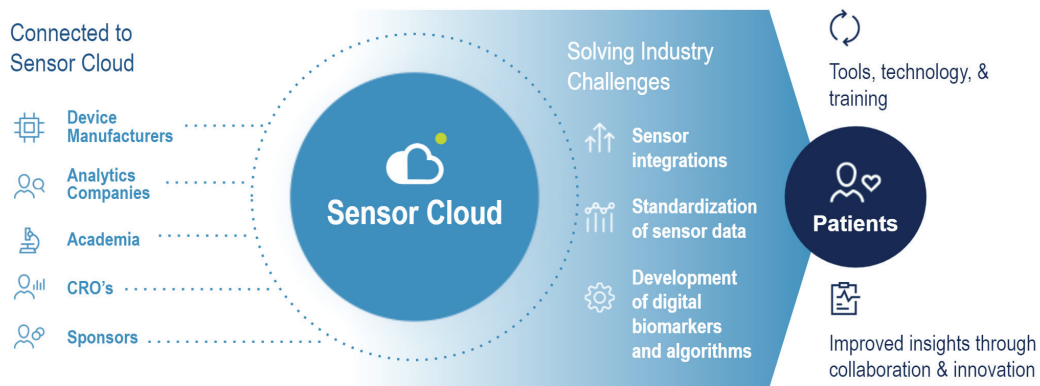 Connected to
Sensor Cloud
Device
Manufacturers
Analytics
Companies
Academia
CRO's
Sponsors
Sensor Cloud
Solving Industry
Challenges
Sensor
integrations
Standardization
of sensor data
Development
of digital
biomarkers
and algorithms
Tools, technology, &
training
Patients
Improved insights through
collaboration & innovation